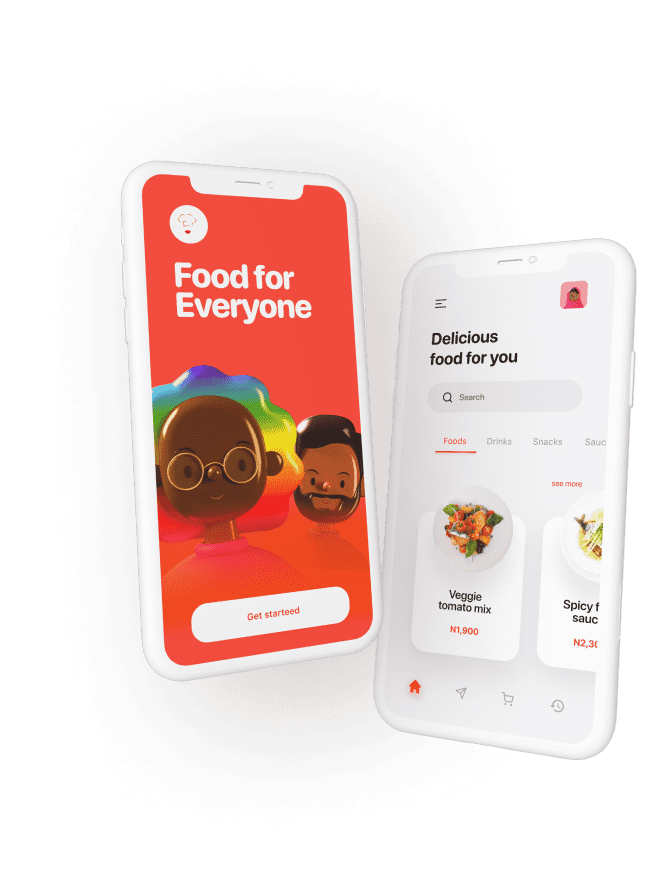 Food for
Everyone
Get starteed
Delicious
food for you
Search
Foods Drinks Snacks Sauc
see more
Veggie
tomato mix
N1,900
Spicy f
sauc
N2,30